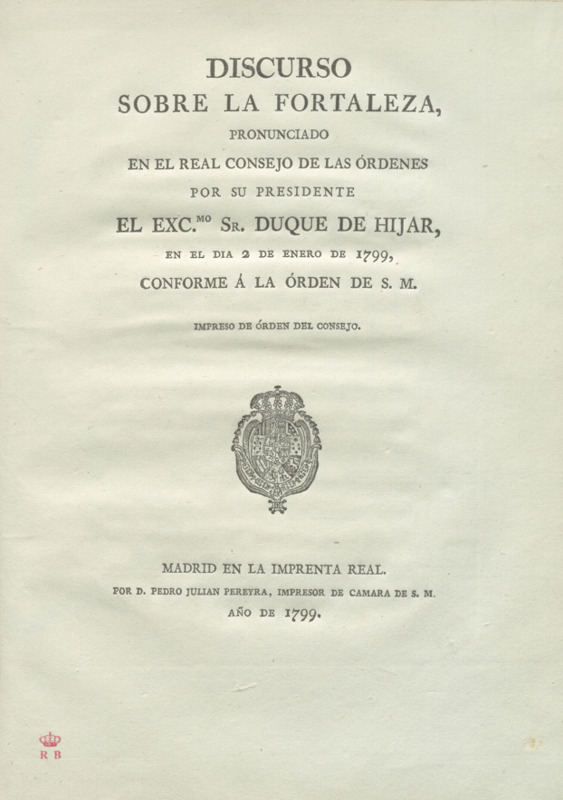 DISCURSO
SOBRE LA FORTALEZA,
PRONUNCIADO
EN EL REAL CONSEJO DE LAS ÓRDENES
POR SU PRESIDENTE
EL EXC.MO SR. DUQUE DE HIJAR,
EN EL DIA 2 DE ENERO DE 1799,
CONFORME Á LA ÓRDEN DE S. M.
IMPRESO DE ÓRDEN DEL CONSEJO.
MADRID EN LA IMPRENTA REAL.
POR D. PEDRO JULIAN PEREYRA, IMPRESOR DE CAMARA DE S. M.
AÑO DE 1799.
R B